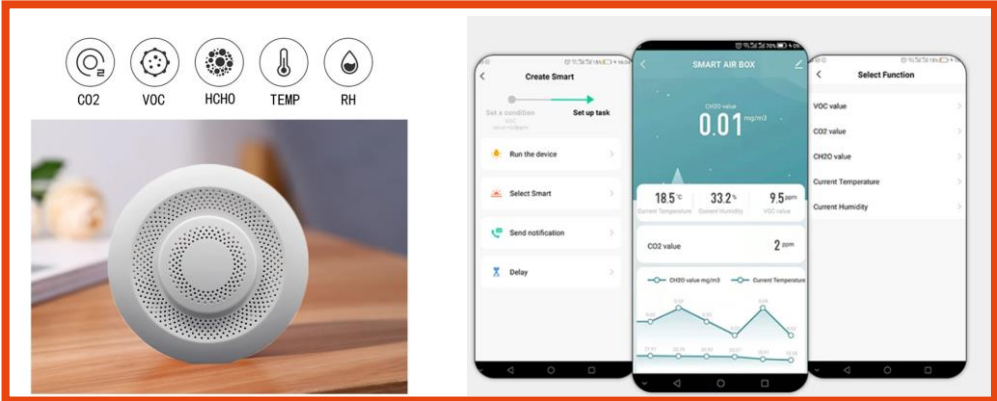 CO2
VOC
HCHO
TEMP
RH
Create Smart
Set a condition
Set up task
VOC
Run the device
Select Smart
Send notification
Delay
SMART AIR BOX
CH2O value
0.01 mg/m3
18.5 °C
33.2 %
9.5 ppm
Current Temperature
Current Humidity
VOC value
CO2 value
2 ppm
CH2O value mg/m3
Current Temperature
Select Function
VOC value
CO2 value
CH2O value
Current Temperature
Current Humidity